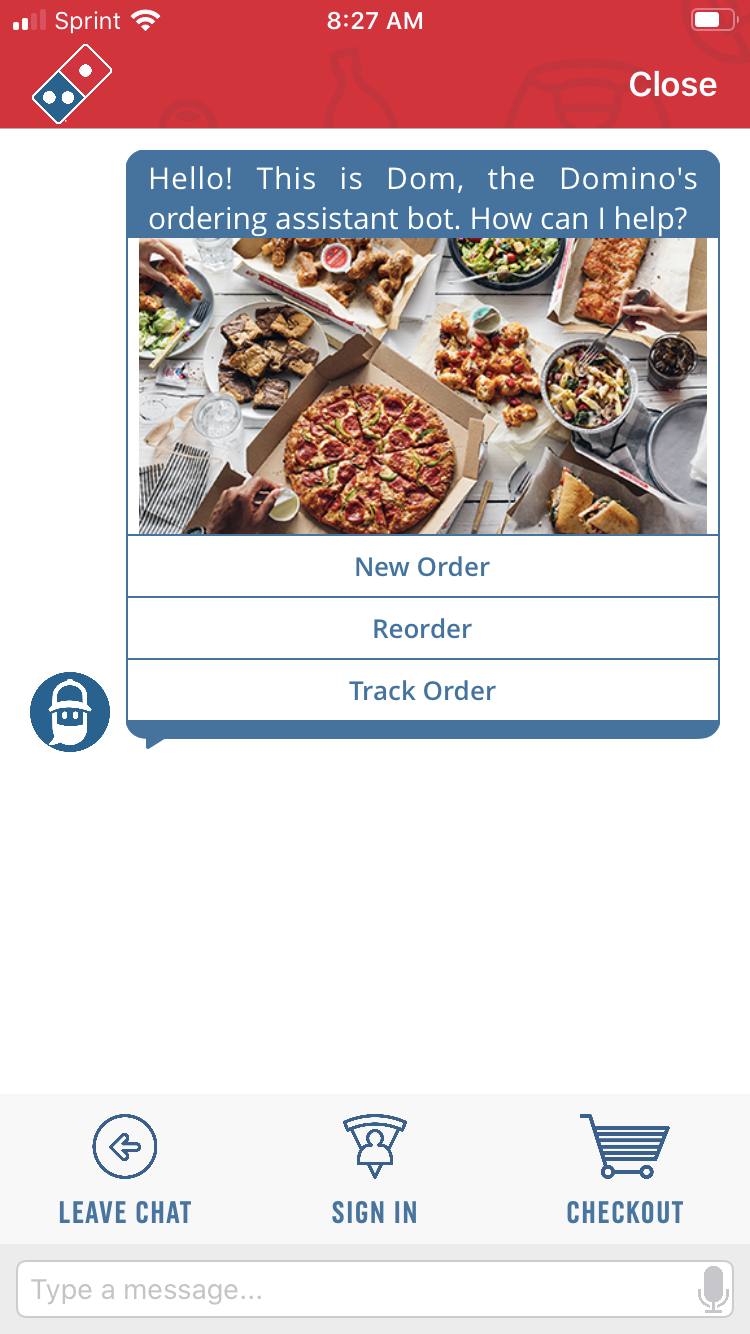 Sprint 8:27 AM
Close
Hello! This is Dom, the Domino's
ordering assistant bot. How can I help?
New Order
Reorder
Track Order
LEAVE CHAT SIGN IN CHECKOUT
Type a message...